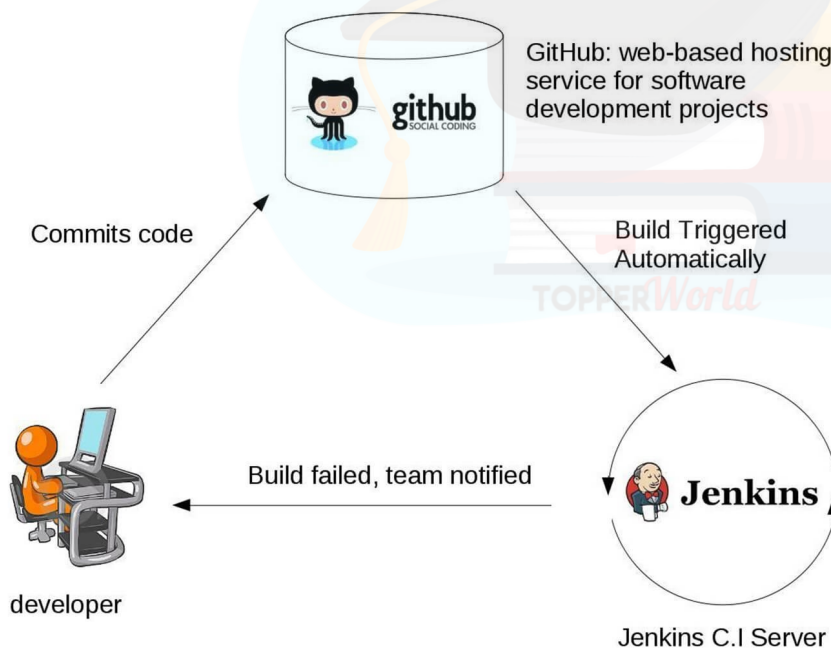 GitHub: web-based hosting
service for software
development projects
github
SOCIAL CODING
Commits code
Build Triggered
Automatically
TOPPERWorld
Build failed, team notified
Jenkins
developer
Jenkins C.I Server